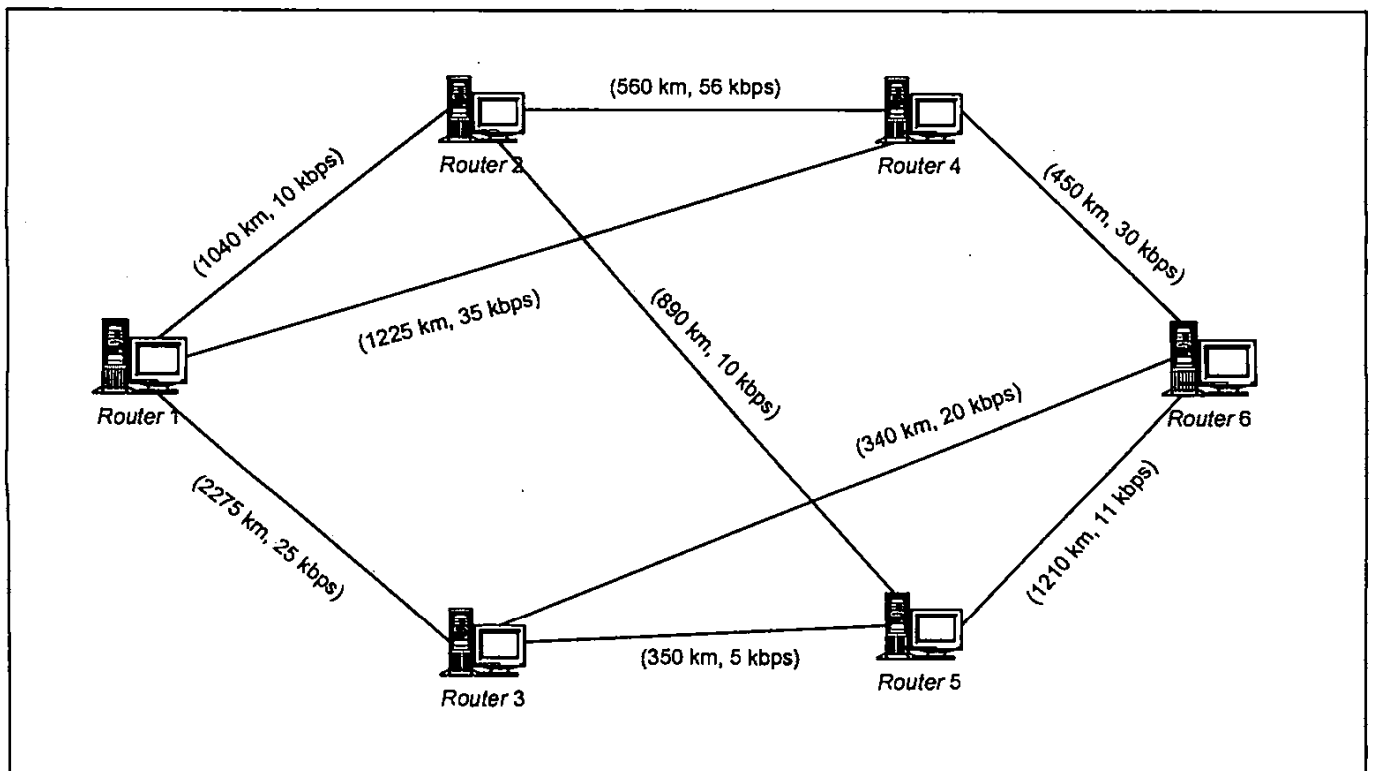 (560 km, 56 kbps)
Router 2
Router 4
(1040 km, 10 kbps)
(450 km, 30 kbps)
(1225 km, 35 kbps)
(890 km, 10 kbps)
Router 1
(340 km, 20 kbps)
Router 6
(2275 km, 25 kbps)
(1210 km, 11 kbps)
(350 km, 5 kbps)
Router 3
Router 5